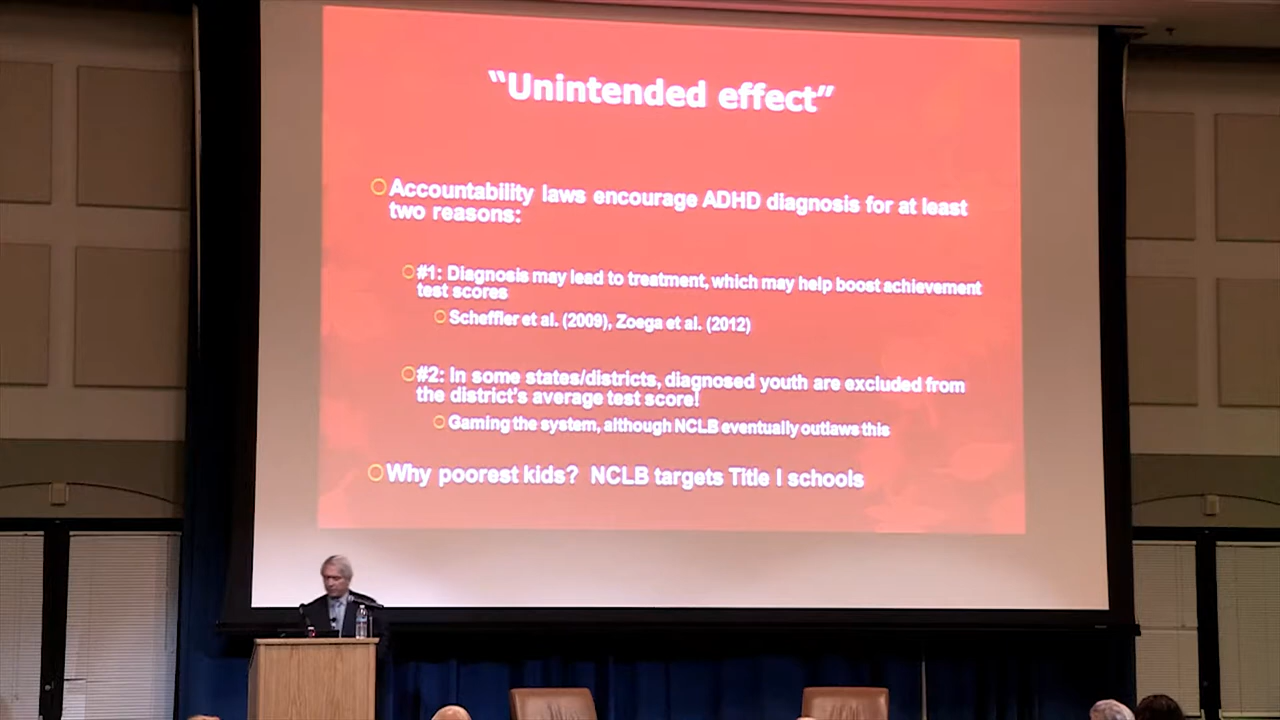 “Unintended effect”
Accountability laws encourage ADHD diagnosis for at least
two reasons:
#1: Diagnosis may lead to treatment, which may help boost achievement
test scores
Scheffler et al. (2009), Zoega et al. (2012)
#2: In some states/districts, diagnosed youth are excluded from
the district’s average test score!
Gaming the system, although NCLB eventually outlaws this
Why poorest kids? NCLB targets Title I schools